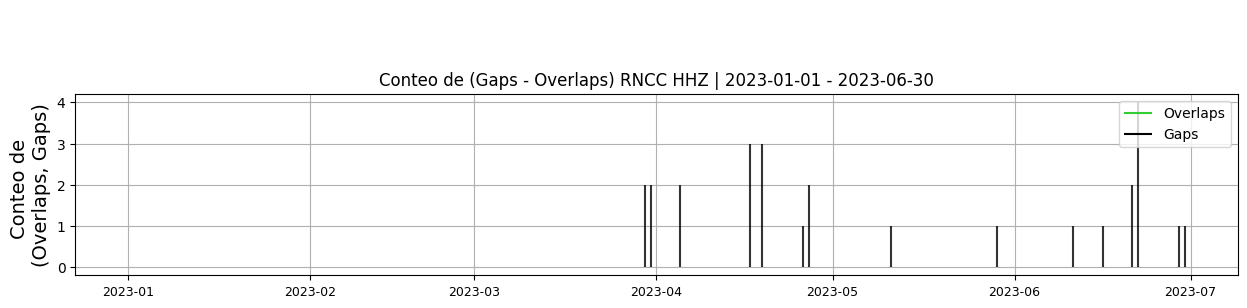 Conteo de (Gaps - Overlaps) RNCC HHZ | 2023-01-01 - 2023-06-30
Conteo de
(Overlaps, Gaps)
4
3
2
1
0
Overlaps
Gaps
2023-01 2023-02 2023-03 2023-04 2023-05 2023-06 2023-07